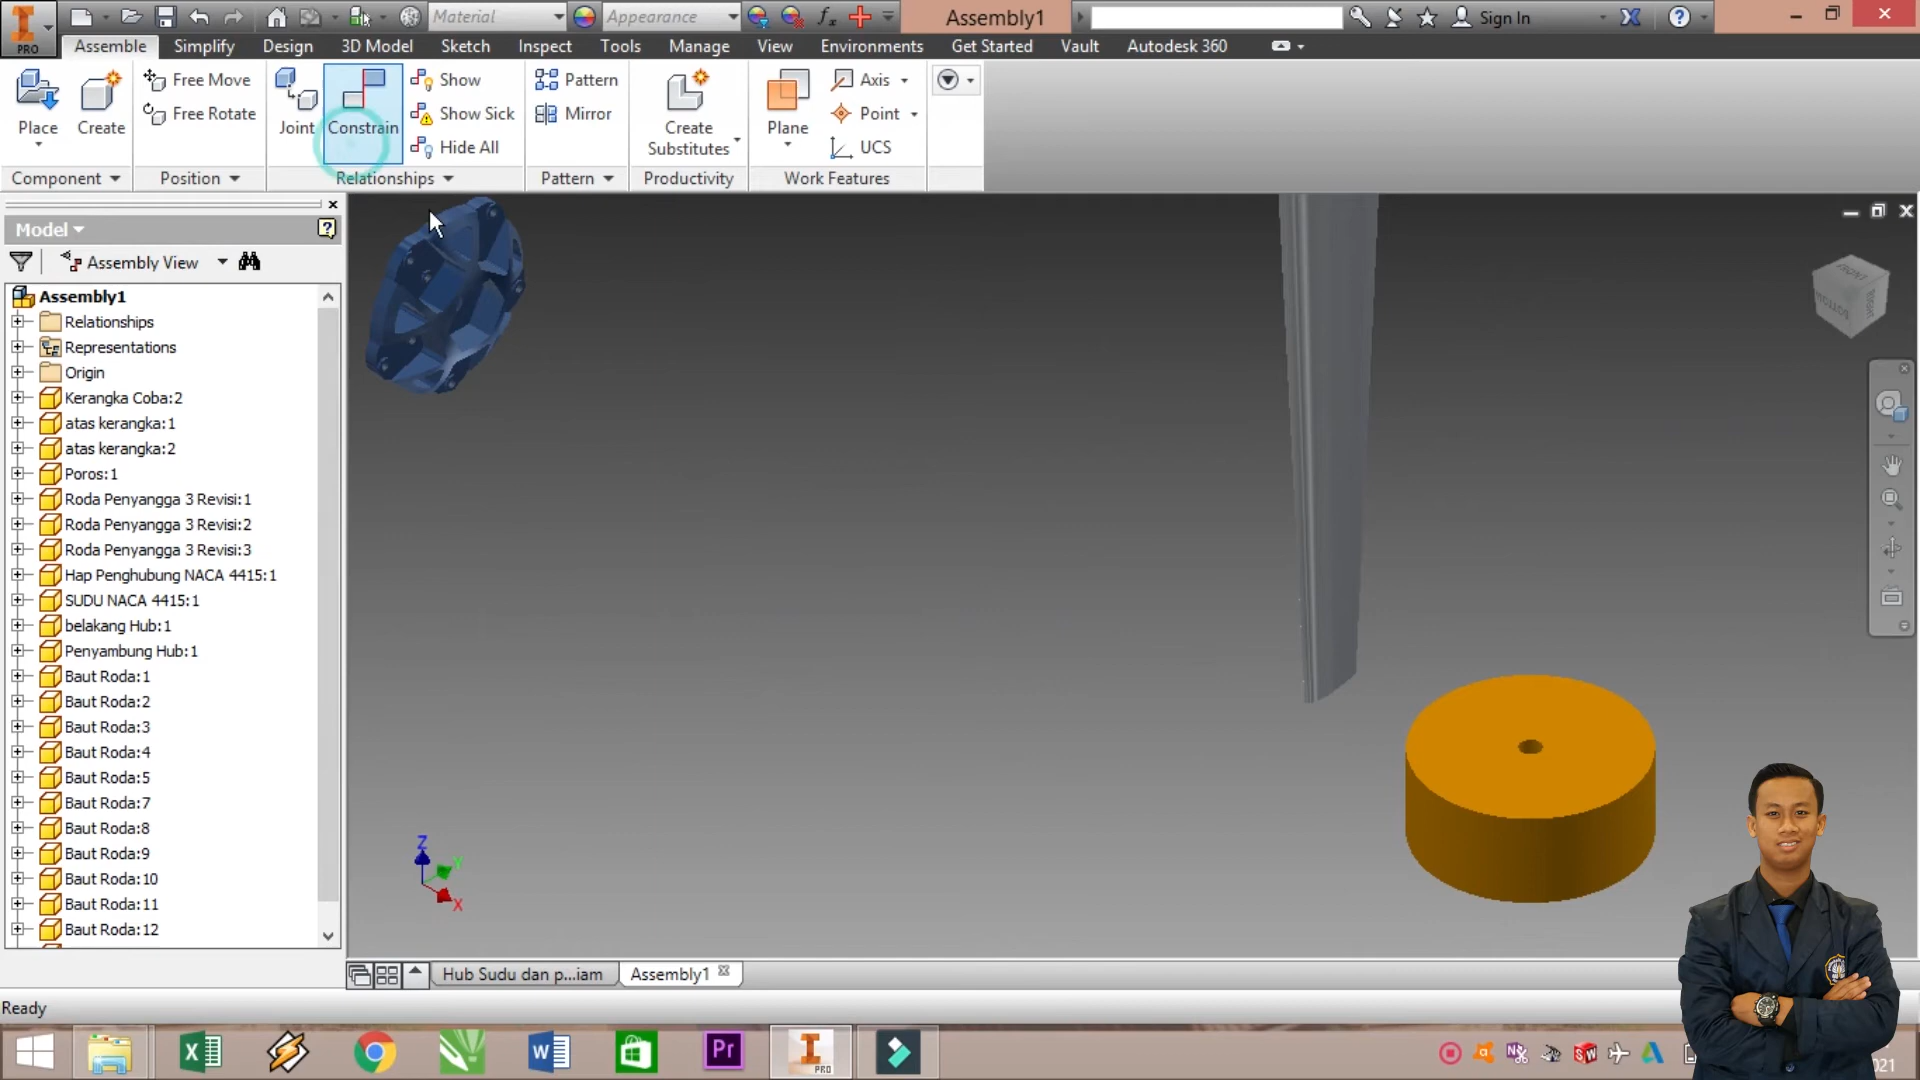 PRO
Material
Appearance
fx
Assembly1
Sign In
Assemble Simplify Design 3D Model Sketch Inspect Tools Manage View Environments Get Started Vault Autodesk 360
Place
Create
Free Move
Free Rotate
Joint
Constrain
Show
Show Sick
Hide All
Pattern
Mirror
Create
Substitutes
Plane
Axis
Point
UCS
Component
Position
Relationships
Pattern
Productivity
Work Features
Model
Assembly View
Assembly1
Relationships
Representations
Origin
Kerangka Coba:2
atas kerangka:1
atas kerangka:2
Poros:1
Roda Penyangga 3 Revisi:1
Roda Penyangga 3 Revisi:2
Roda Penyangga 3 Revisi:3
Hap Penghubung NACA 4415:1
SUDU NACA 4415:1
belakang Hub:1
Penyambung Hub:1
Baut Roda:1
Baut Roda:2
Baut Roda:3
Baut Roda:4
Baut Roda:5
Baut Roda:7
Baut Roda:8
Baut Roda:9
Baut Roda:10
Baut Roda:11
Baut Roda:12
FRONT
RIGHT
BOTTOM
Z
Y
X
Hub Sudu dan p...iam
Assembly1
Ready
Pr
PRO
021